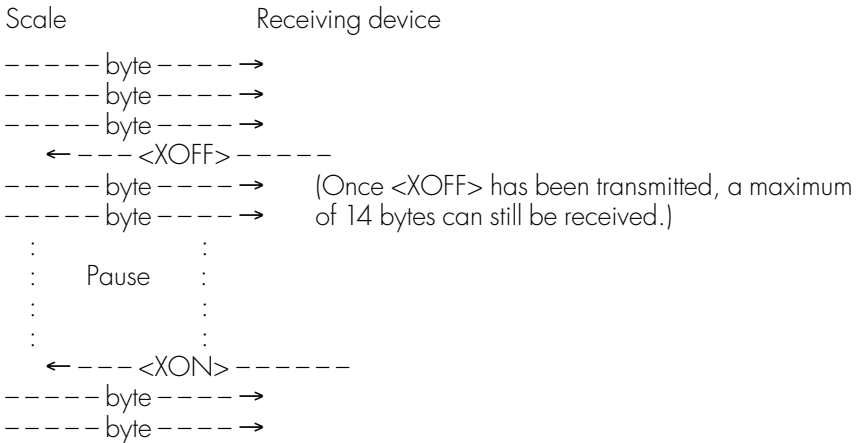 Scale Receiving device
– – – – – byte – – – – →
– – – – – byte – – – – →
– – – – – byte – – – – →
← – – – <XOFF> – – – – –
– – – – – byte – – – – → (Once <XOFF> has been transmitted, a maximum
– – – – – byte – – – – → of 14 bytes can still be received.)
: :
: Pause :
: :
: :
← – – – <XON> – – – – – –
– – – – – byte – – – – →
– – – – – byte – – – – →